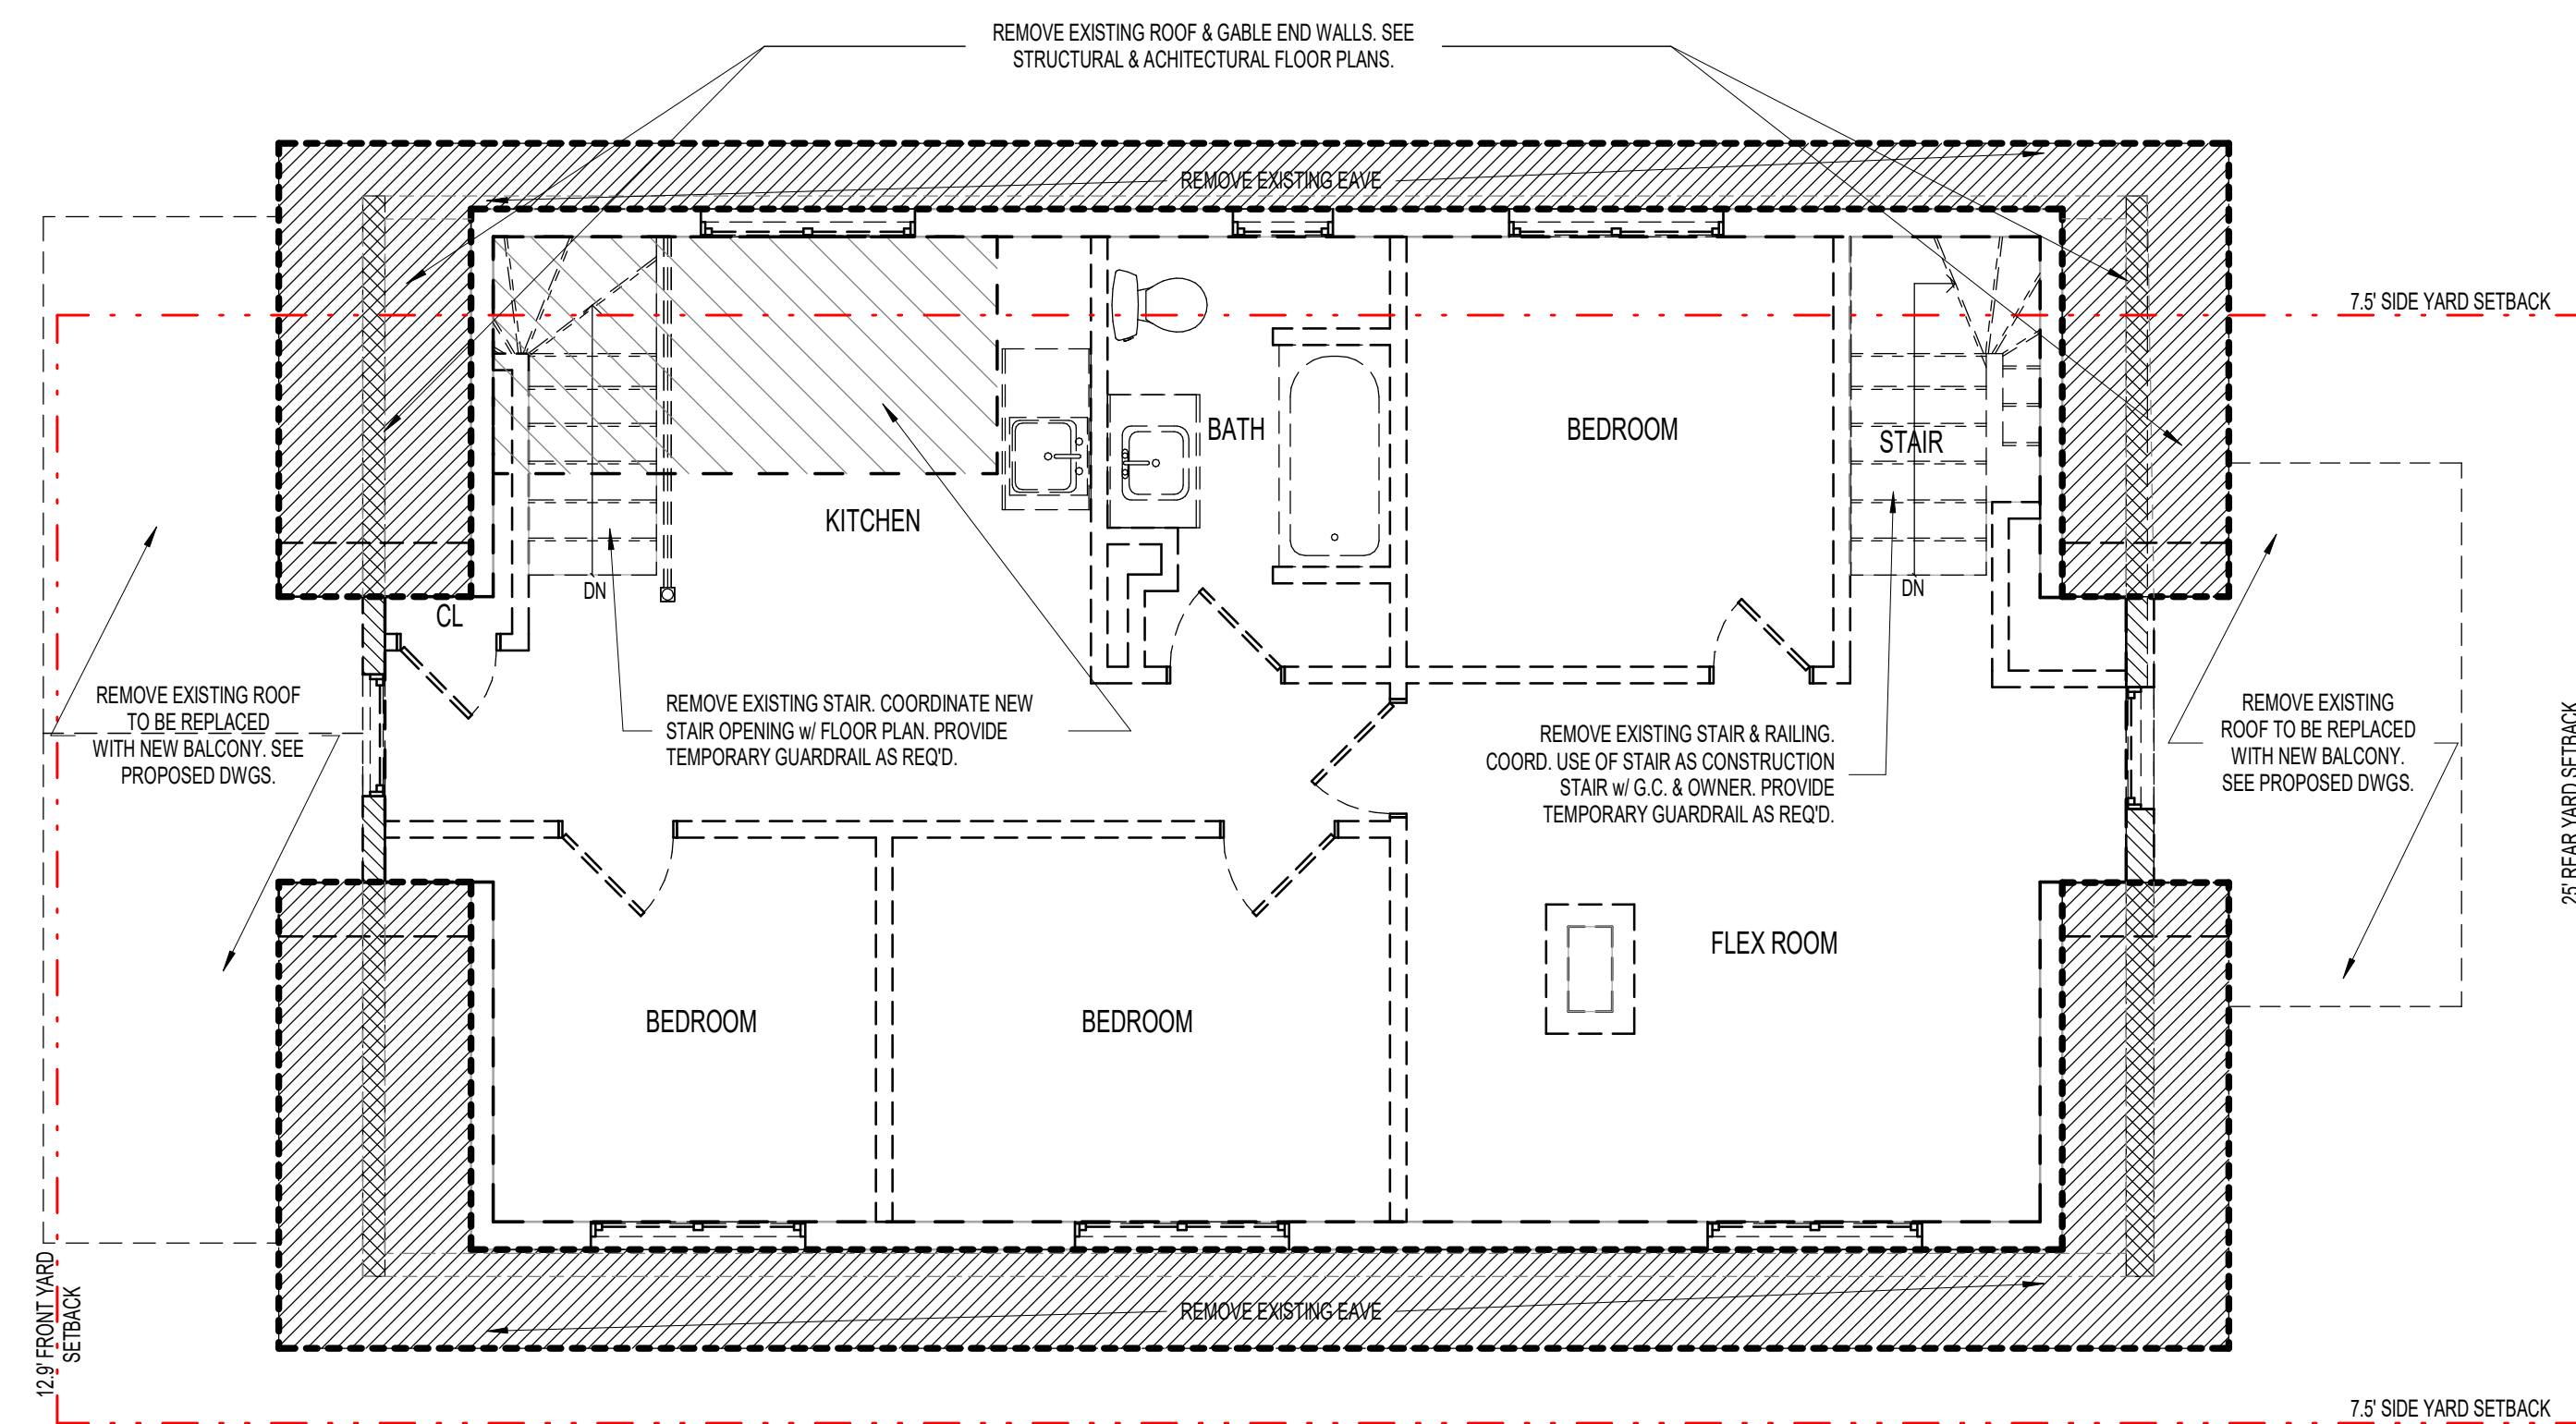 REMOVE EXISTING ROOF & GABLE END WALLS. SEE
STRUCTURAL & ACHITECTURAL FLOOR PLANS.
REMOVE EXISTING EAVE
7.5' SIDE YARD SETBACK
BATH
BEDROOM
STAIR
KITCHEN
DN
DN
CL
REMOVE EXISTING ROOF
TO BE REPLACED
WITH NEW BALCONY. SEE
PROPOSED DWGS.
REMOVE EXISTING STAIR. COORDINATE NEW
STAIR OPENING w/ FLOOR PLAN. PROVIDE
TEMPORARY GUARDRAIL AS REQ'D.
REMOVE EXISTING STAIR & RAILING.
COORD. USE OF STAIR AS CONSTRUCTION
STAIR w/ G.C. & OWNER. PROVIDE
TEMPORARY GUARDRAIL AS REQ'D.
REMOVE EXISTING
ROOF TO BE REPLACED
WITH NEW BALCONY.
SEE PROPOSED DWGS.
25' REAR YARD SETBACK
FLEX ROOM
BEDROOM
BEDROOM
REMOVE EXISTING EAVE
12.9' FRONT YARD
SETBACK
7.5' SIDE YARD SETBACK